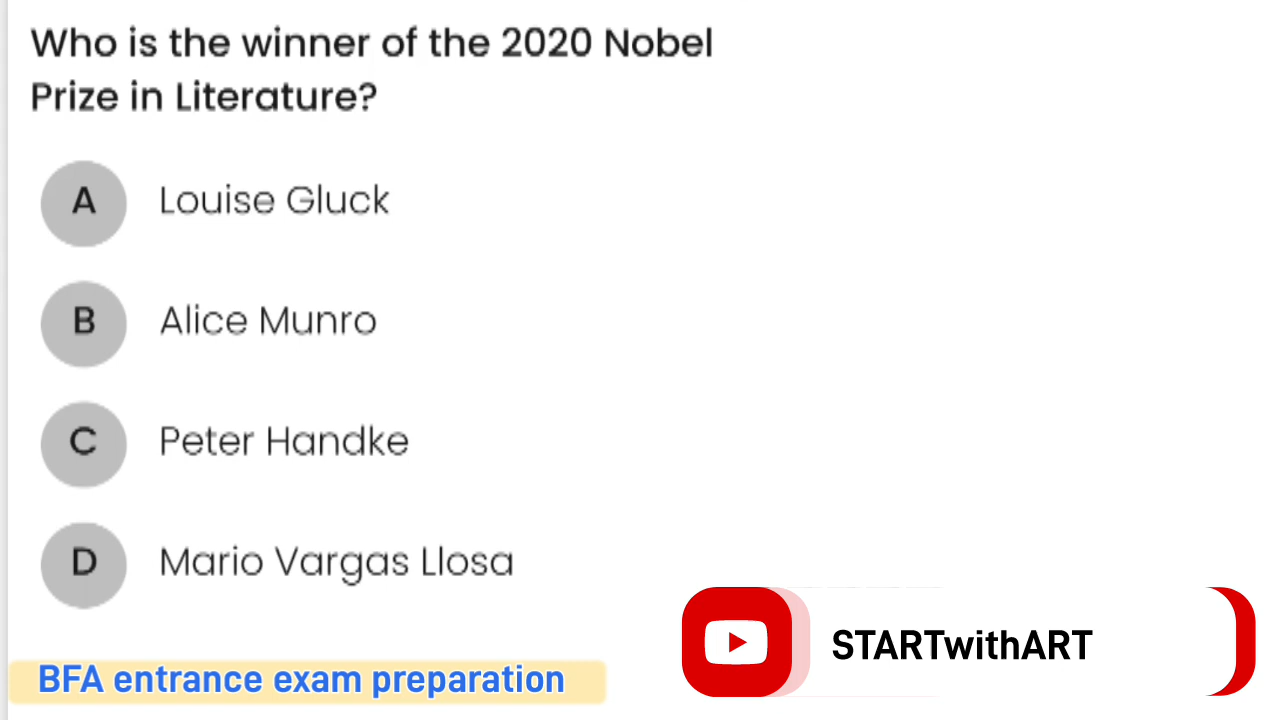 Who is the winner of the 2020 Nobel
Prize in Literature?
A Louise Gluck
B Alice Munro
C Peter Handke
D Mario Vargas Llosa
BFA entrance exam preparation
STARTwithART